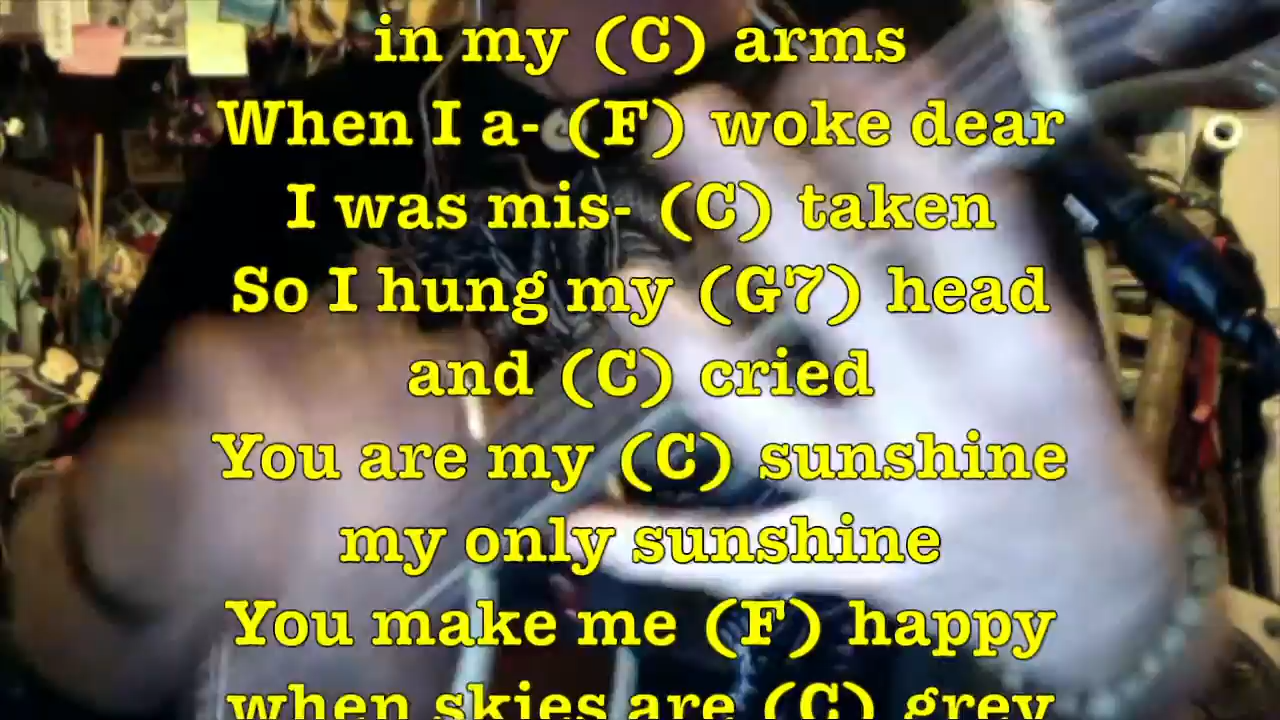 in my (C) arms
When I a- (F) woke dear
I was mis- (C) taken
So I hung my (G7) head
and (C) cried
You are my (C) sunshine
my only sunshine
You make me (F) happy
when skies are (C) grey